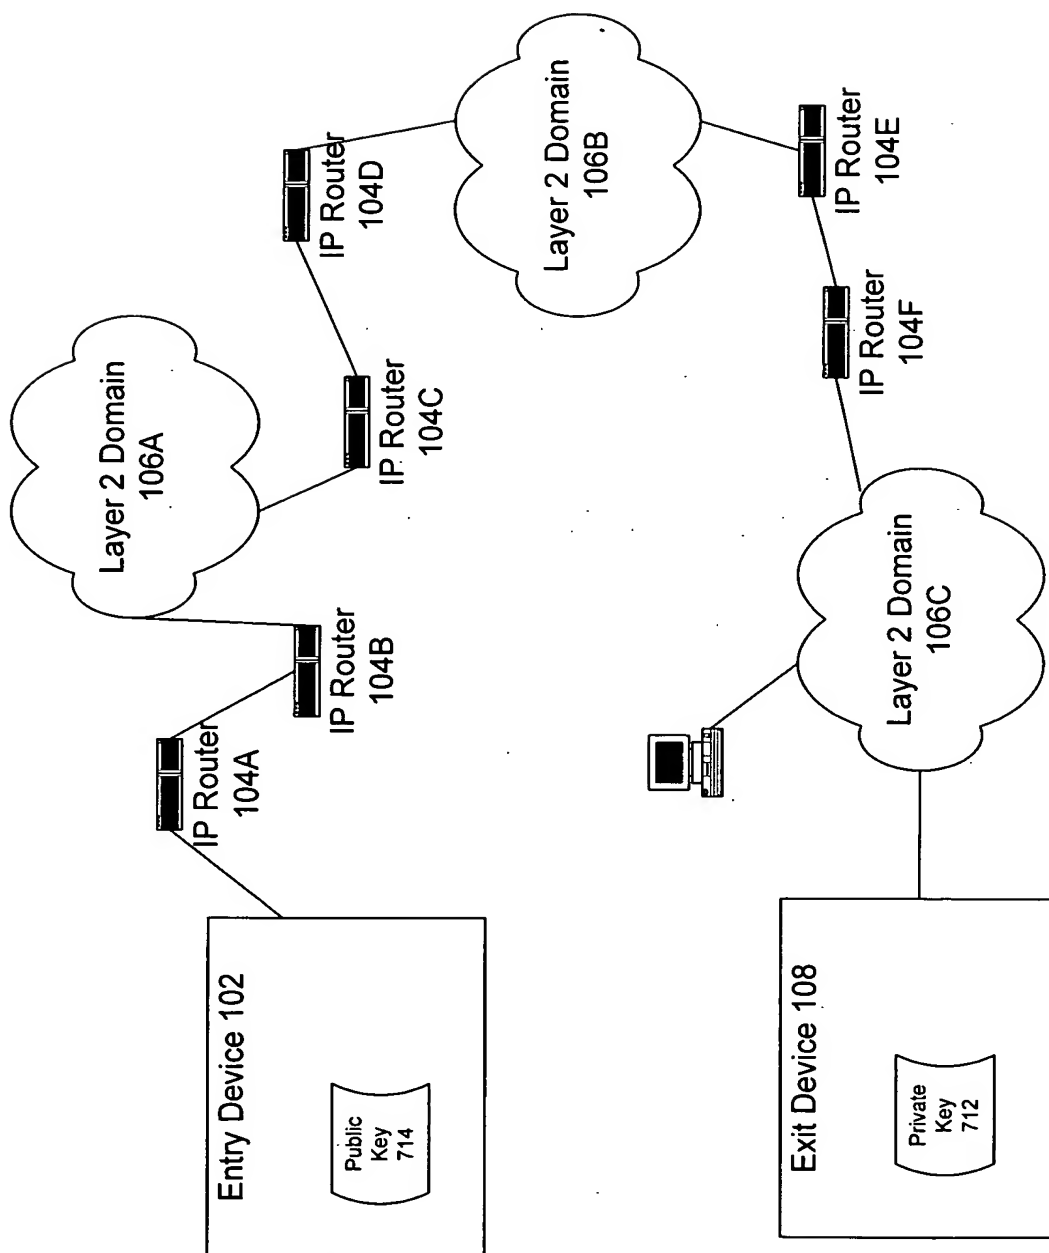 Entry Device 102
Public
Key
714
IP Router
104A
IP Router
104B
Layer 2 Domain
106A
IP Router
104C
IP Router
104D
Layer 2 Domain
106B
IP Router
104E
IP Router
104F
Layer 2 Domain
106C
Exit Device 108
Private
Key
712